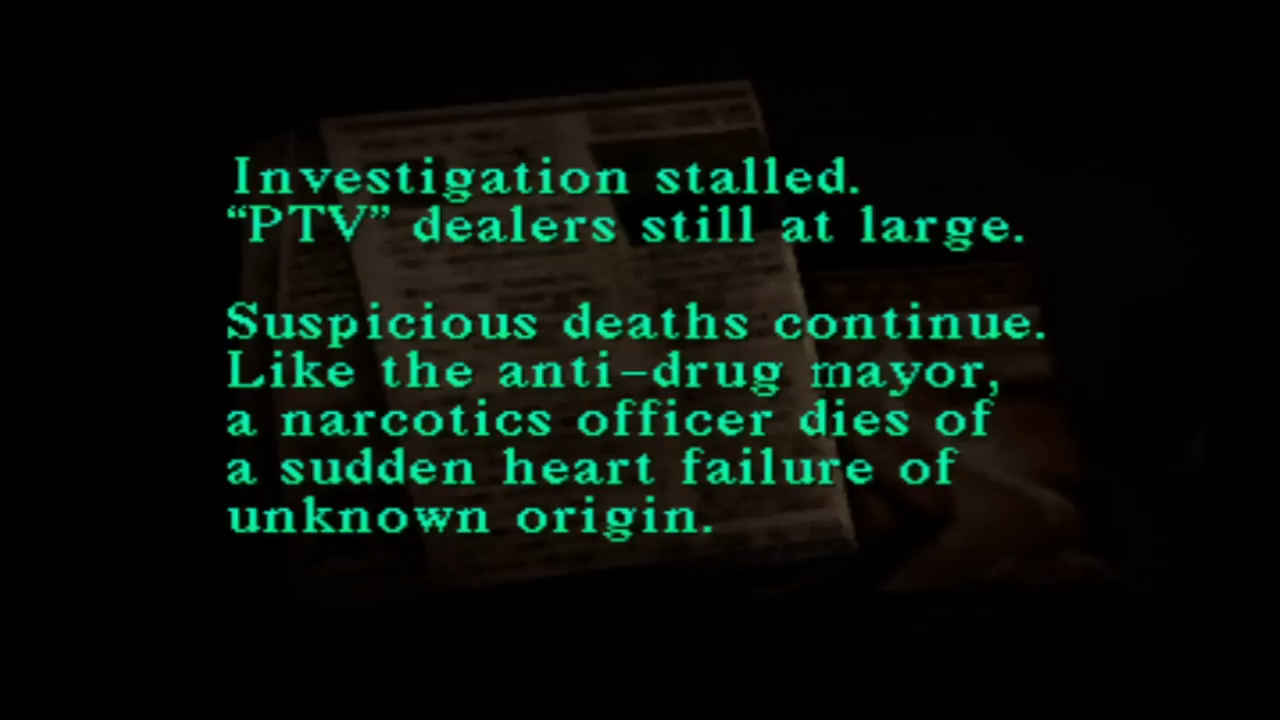 Investigation stalled.
“PTV” dealers still at large.
Suspicious deaths continue.
Like the anti-drug mayor,
a narcotics officer dies of
a sudden heart failure of
unknown origin.